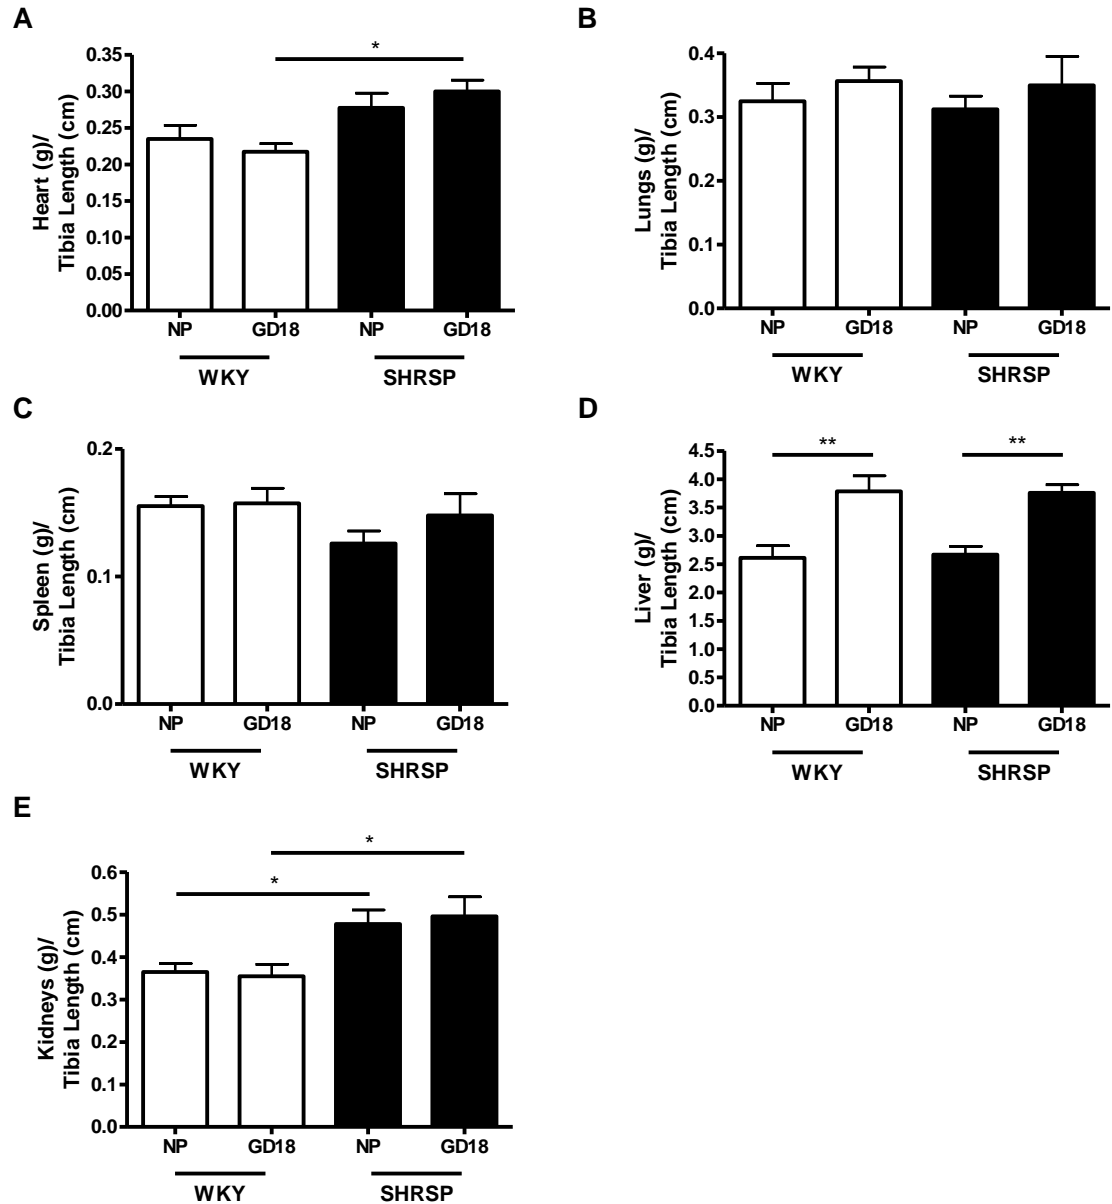 A
Heart (g)/
Tibia Length (cm)
0.35
0.30
0.25
0.20
0.15
0.10
0.05
0.00
*
NP
GD18
NP
GD18
WKY
SHRSP
B
Lungs (g)/
Tibia Length (cm)
0.4
0.3
0.2
0.1
0.0
NP
GD18
NP
GD18
WKY
SHRSP
C
Spleen (g)/
Tibia Length (cm)
0.2
0.1
0.0
NP
GD18
NP
GD18
WKY
SHRSP
D
Liver (g)/
Tibia Length (cm)
4.5
4.0
3.5
3.0
2.5
2.0
1.5
1.0
0.5
0.0
**
**
NP
GD18
NP
GD18
WKY
SHRSP
E
Kidneys (g)/
Tibia Length (cm)
0.6
0.5
0.4
0.3
0.2
0.1
0.0
*
*
NP
GD18
NP
GD18
WKY
SHRSP